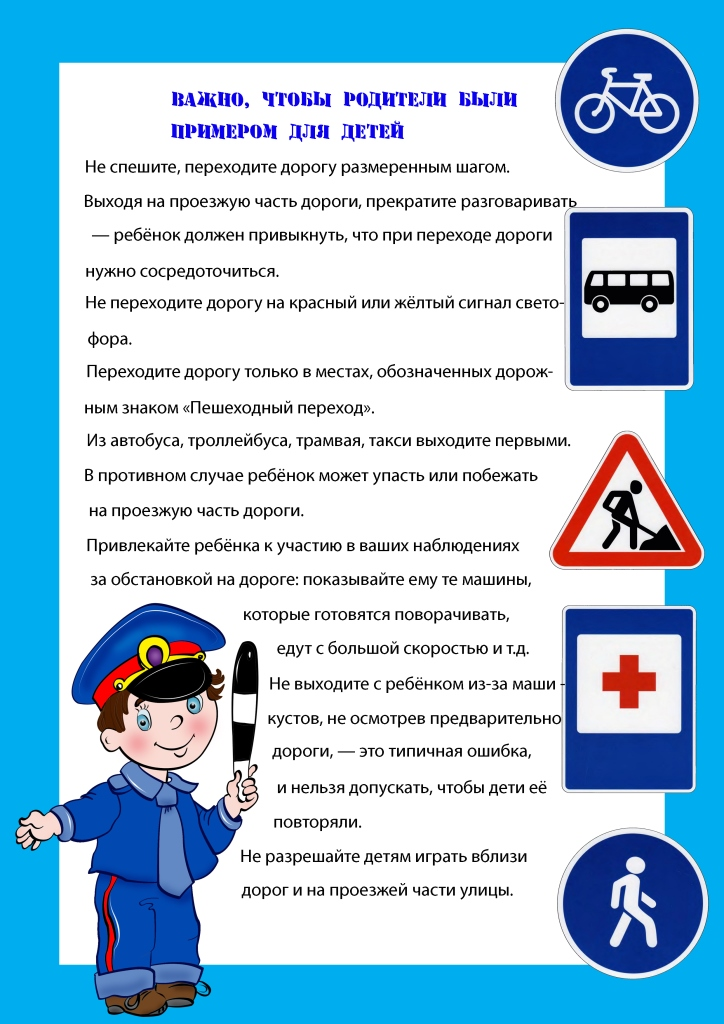 ВАЖНО, ЧТОБЫ РОДИТЕЛИ БЫЛИ
ПРИМЕРОМ ДЛЯ ДЕТЕЙ
Не спешите, переходите дорогу размеренным шагом.
Выходя на проезжую часть дороги, прекратите разговаривать
— ребёнок должен привыкнуть, что при переходе дороги
нужно сосредоточиться.
Не переходите дорогу на красный или жёлтый сигнал свето-
фора.
Переходите дорогу только в местах, обозначенных дорож-
ным знаком «Пешеходный переход».
Из автобуса, троллейбуса, трамвая, такси выходите первыми.
В противном случае ребёнок может упасть или побежать
на проезжую часть дороги.
Привлекайте ребёнка к участию в ваших наблюдениях
за обстановкой на дороге: показывайте ему те машины,
которые готовятся поворачивать,
едут с большой скоростью и т.д.
Не выходите с ребёнком из-за маши -
кустов, не осмотрев предварительно
дороги, — это типичная ошибка,
и нельзя допускать, чтобы дети её
повторяли.
Не разрешайте детям играть вблизи
дорог и на проезжей части улицы.